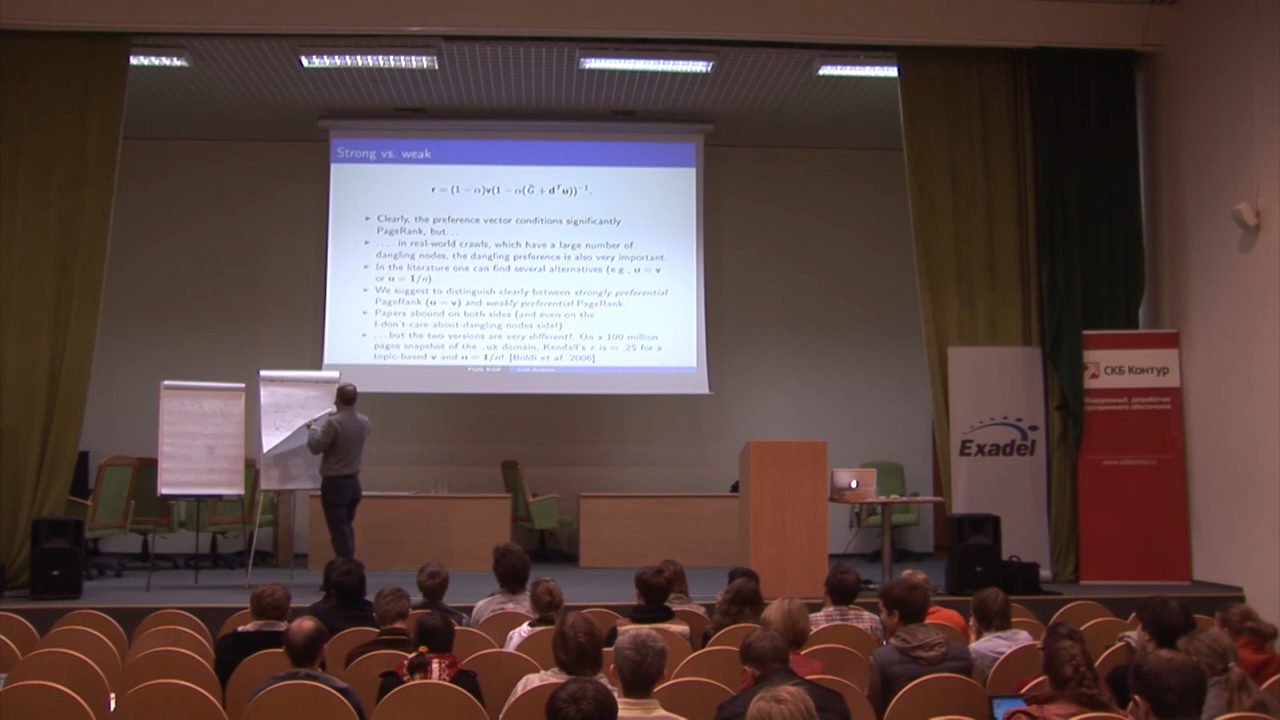 Strong vs. weak
r = (1 − α)v(1 − α(Ḡ + dᵀu))⁻¹.
Clearly, the preference vector conditions significantly
PageRank, but...
... in real-world crawls, which have a large number of
dangling nodes, the dangling preference is also very important.
In the literature one can find several alternatives (e.g., u = v
or u = 1/n)
We suggest to distinguish clearly between strongly preferential
PageRank (u = v) and weakly preferential PageRank.
Papers abound on both sides (and even on the
I-don't-care-about-dangling-nodes side!)
... but the two versions are very different!. On a 100 million
pages snapshot of the .uk domain, Kendall's τ is ≈ .25 for a
topic-based v and u = 1/n! [Boldi et al. 2006]
Exadel
СКБ Контур